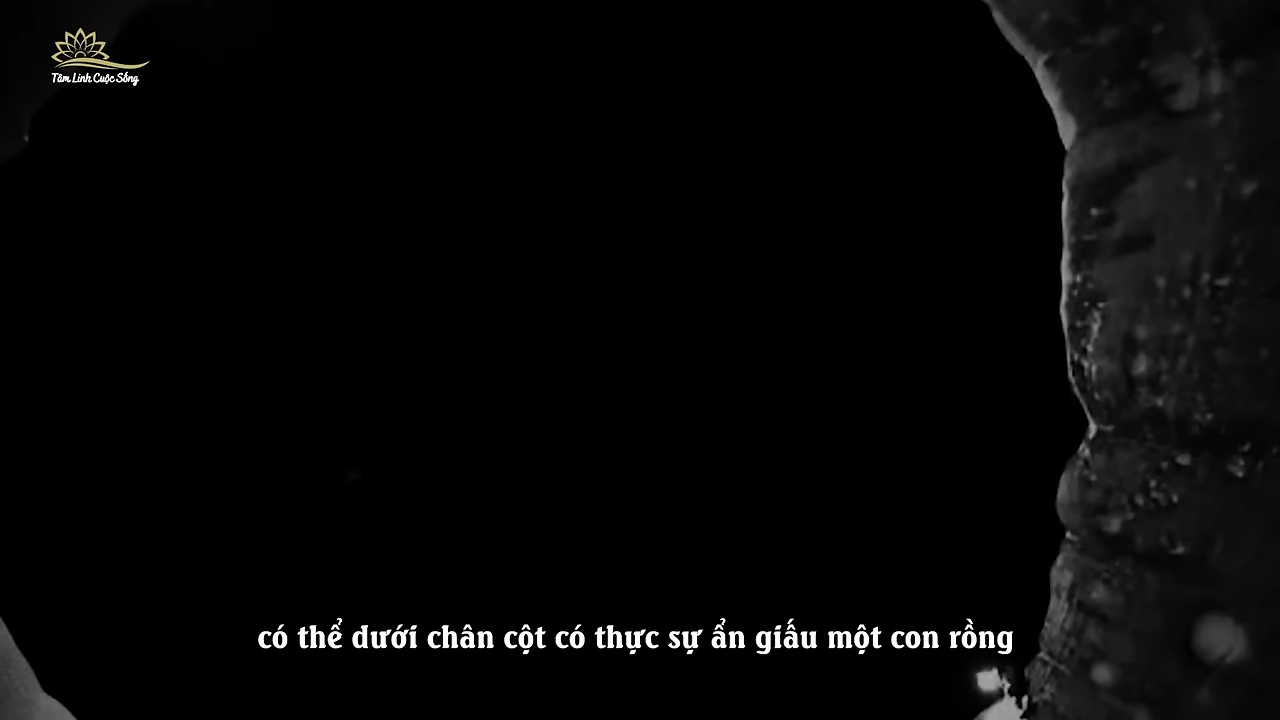 Tâm Linh Cuộc Sống
có thể dưới chân cột có thực sự ẩn giấu một con rồng